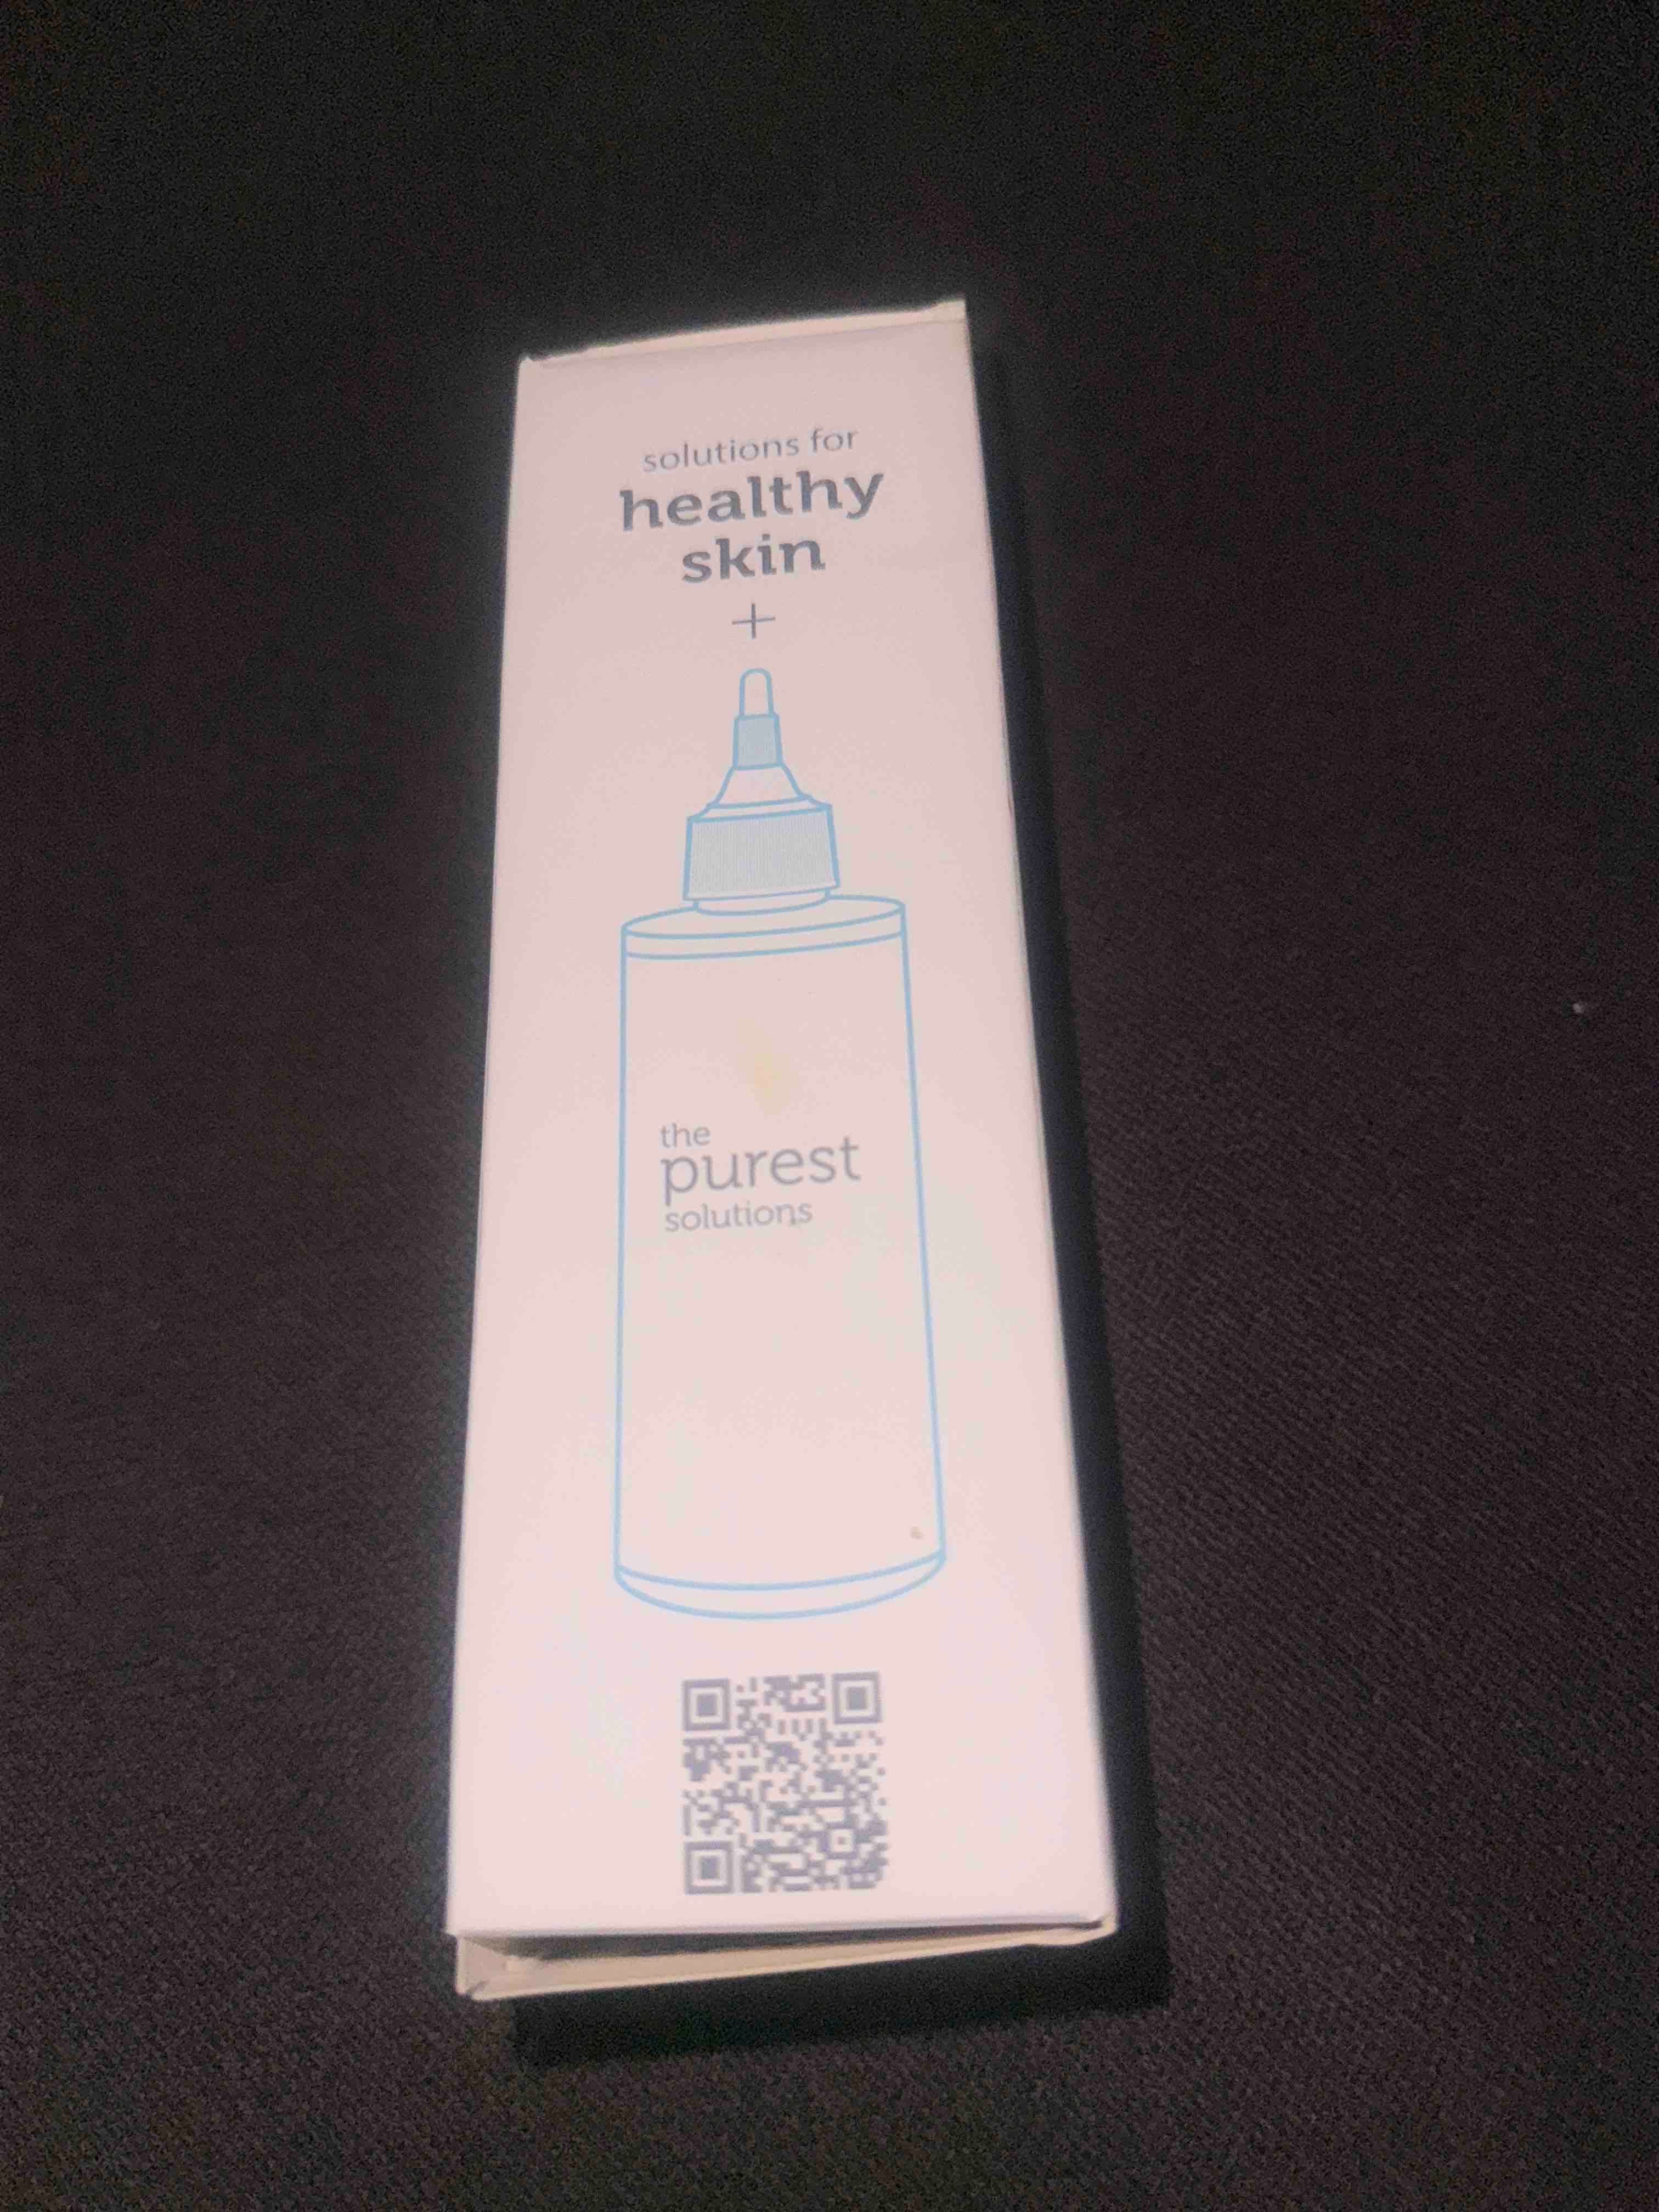 solutions for
healthy
skin
+
the
purest
solutions